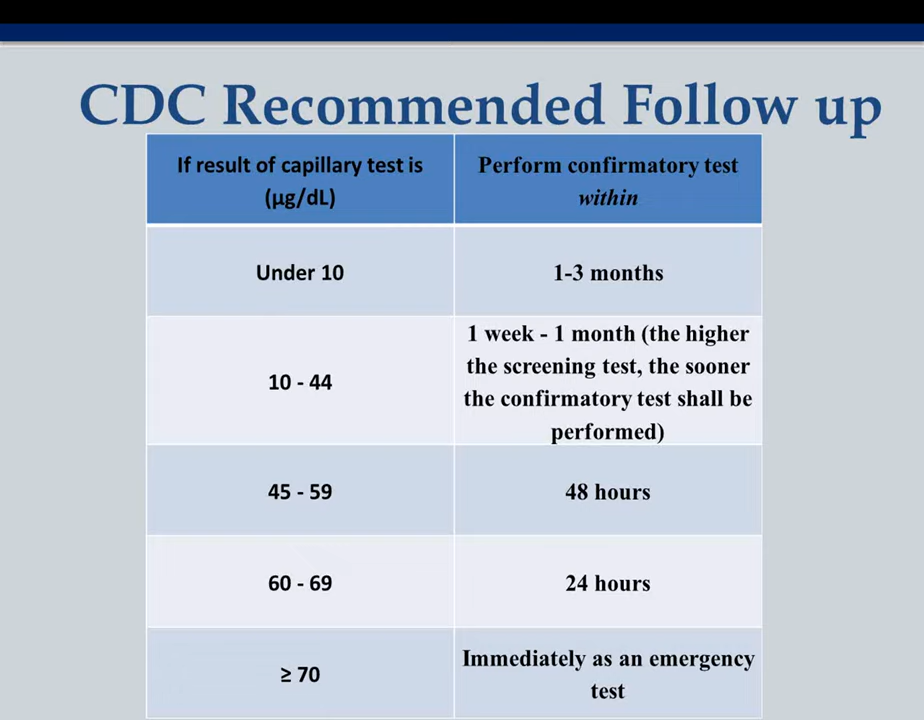 CDC Recommended Follow up
If result of capillary test is
(µg/dL)
Perform confirmatory test
within
Under 10
1-3 months
10 - 44
1 week - 1 month (the higher
the screening test, the sooner
the confirmatory test shall be
performed)
45 - 59
48 hours
60 - 69
24 hours
≥ 70
Immediately as an emergency
test